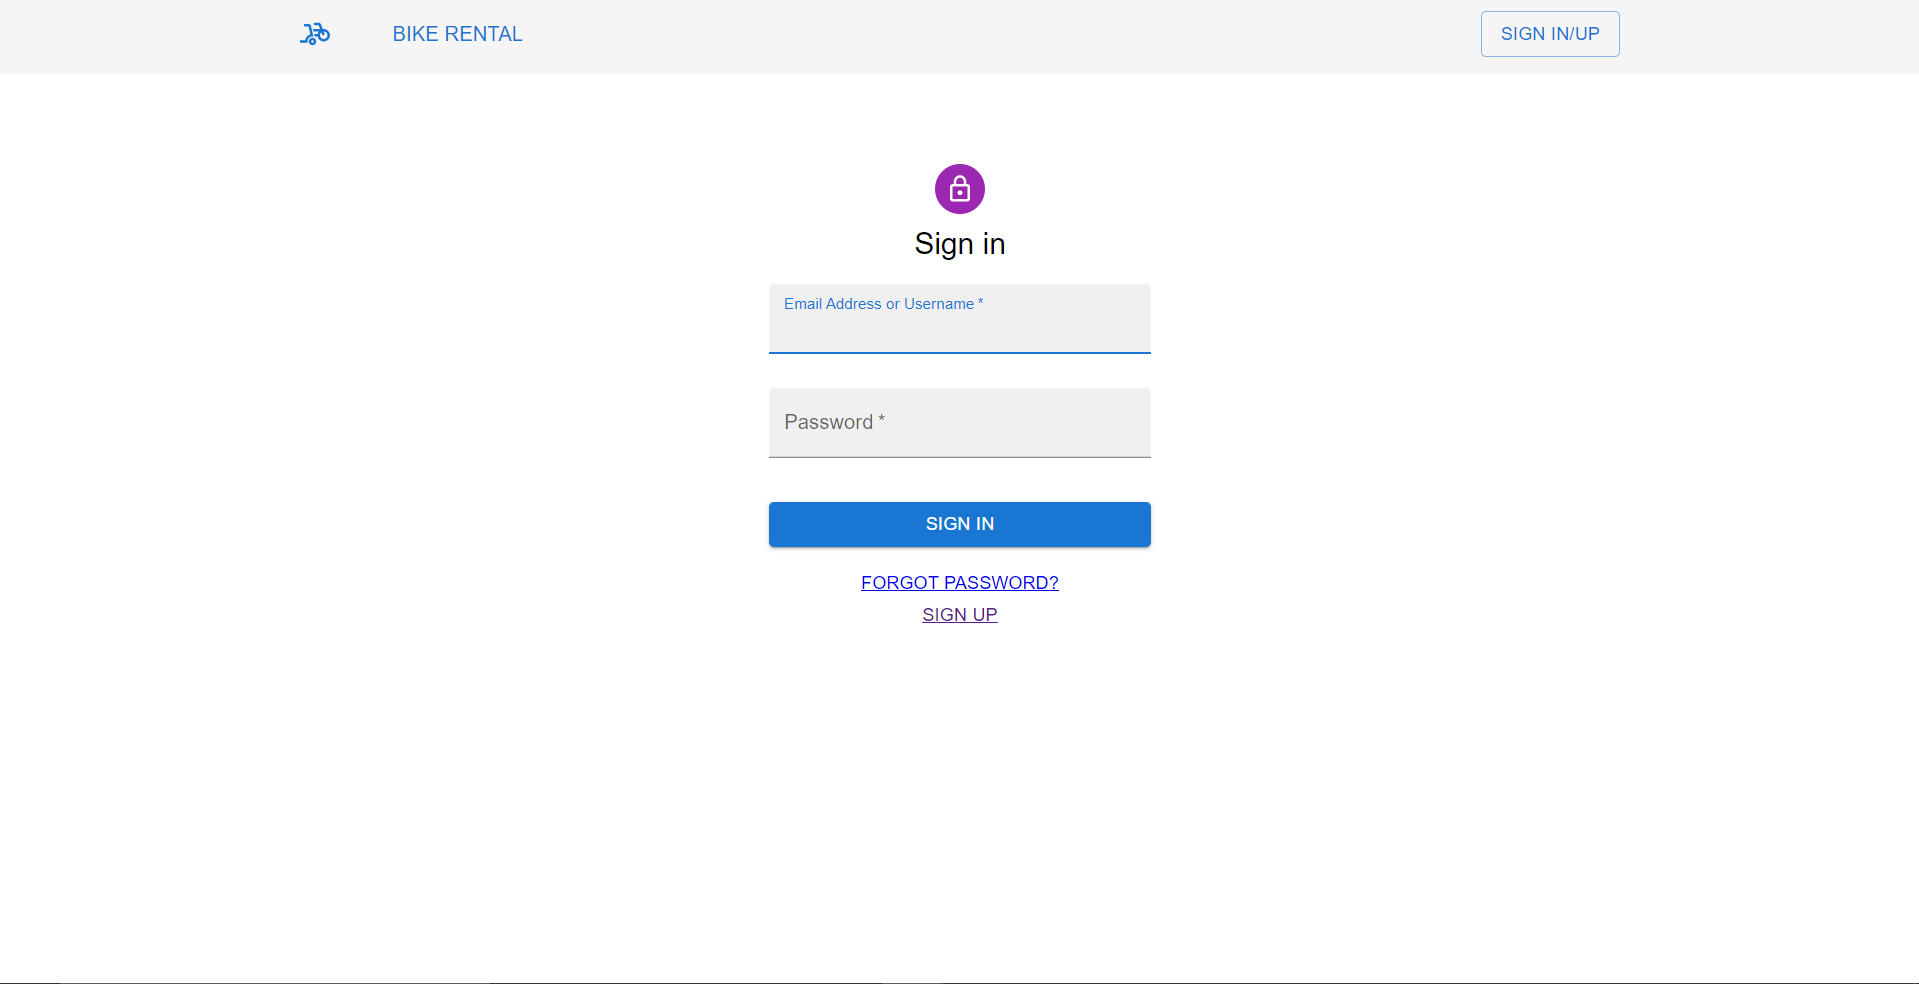 BIKE RENTAL
SIGN IN/UP
Sign in
Email Address or Username *
Password *
SIGN IN
FORGOT PASSWORD?
SIGN UP